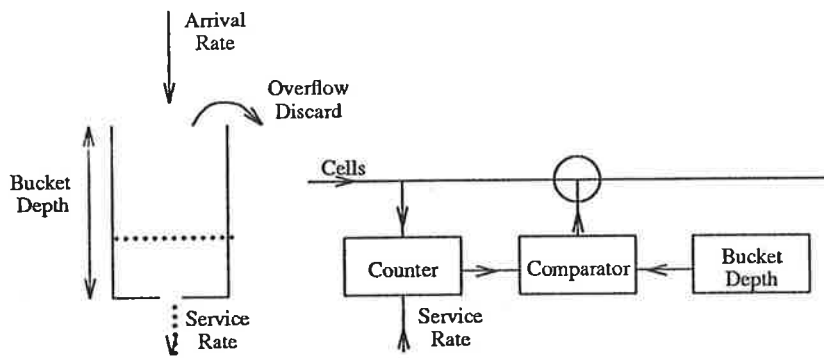 Arrival
Rate
Overflow
Discard
Bucket
Depth
Service
Rate
Cells
Counter
Comparator
Bucket
Depth
Service
Rate